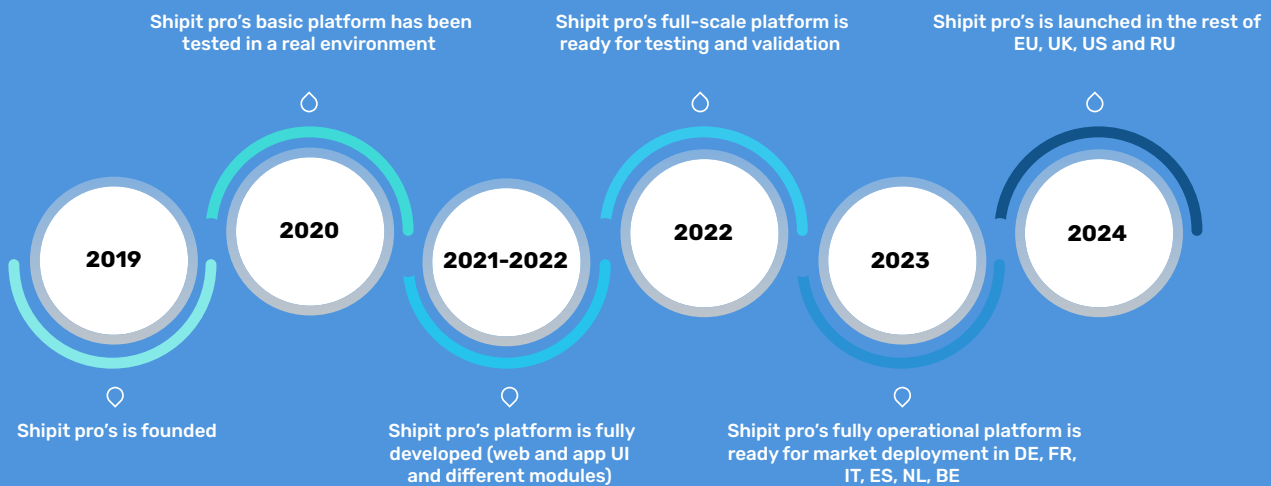 Shipit pro's basic platform has been
tested in a real environment
Shipit pro's full-scale platform is
ready for testing and validation
Shipit pro's is launched in the rest of
EU, UK, US and RU
2019
2020
2021-2022
2022
2023
2024
Shipit pro's is founded
Shipit pro's platform is fully
developed (web and app UI
and different modules)
Shipit pro's fully operational platform is
ready for market deployment in DE, FR,
IT, ES, NL, BE